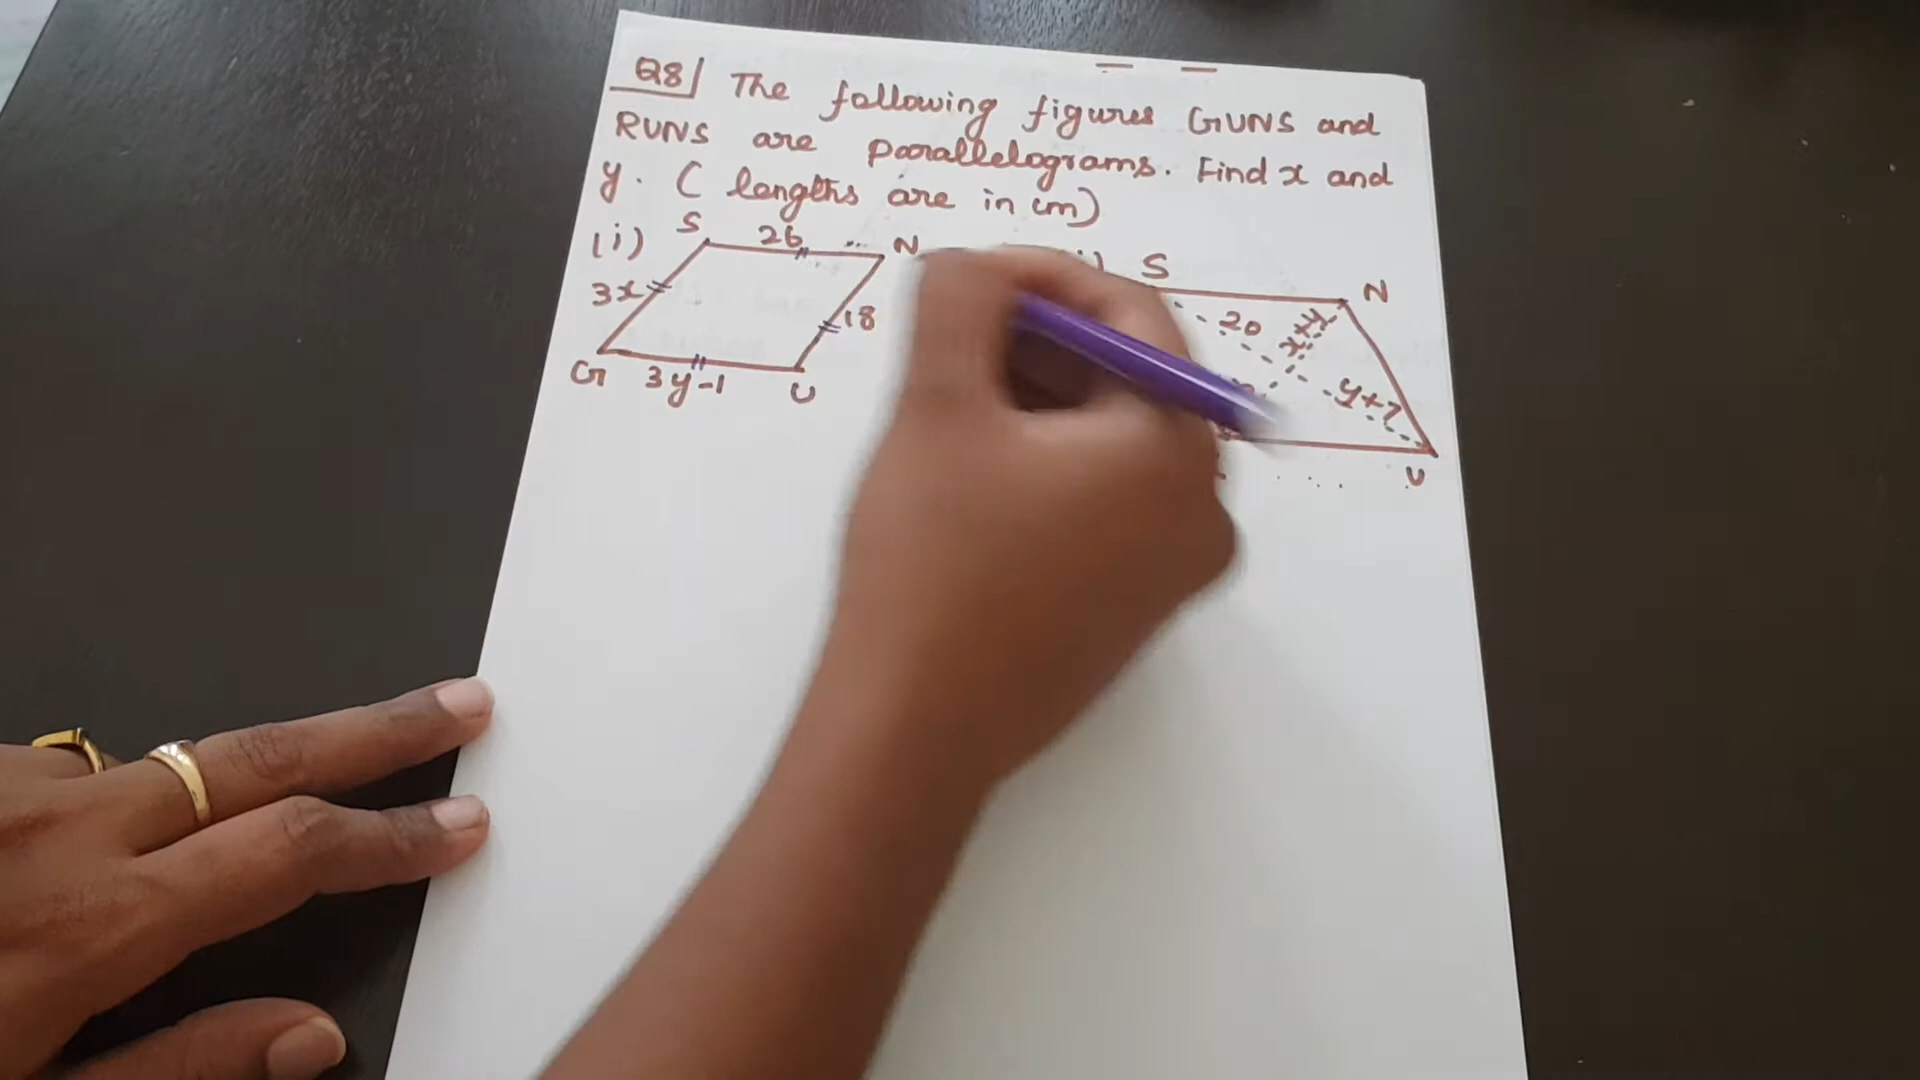 Q8| The following figures GUNS and
RUNS are parallelograms. Find x and
y. ( lengths are in cm)
(i) S 26 N
3x 18
G 3y-1 U
S N
20
y+7
U